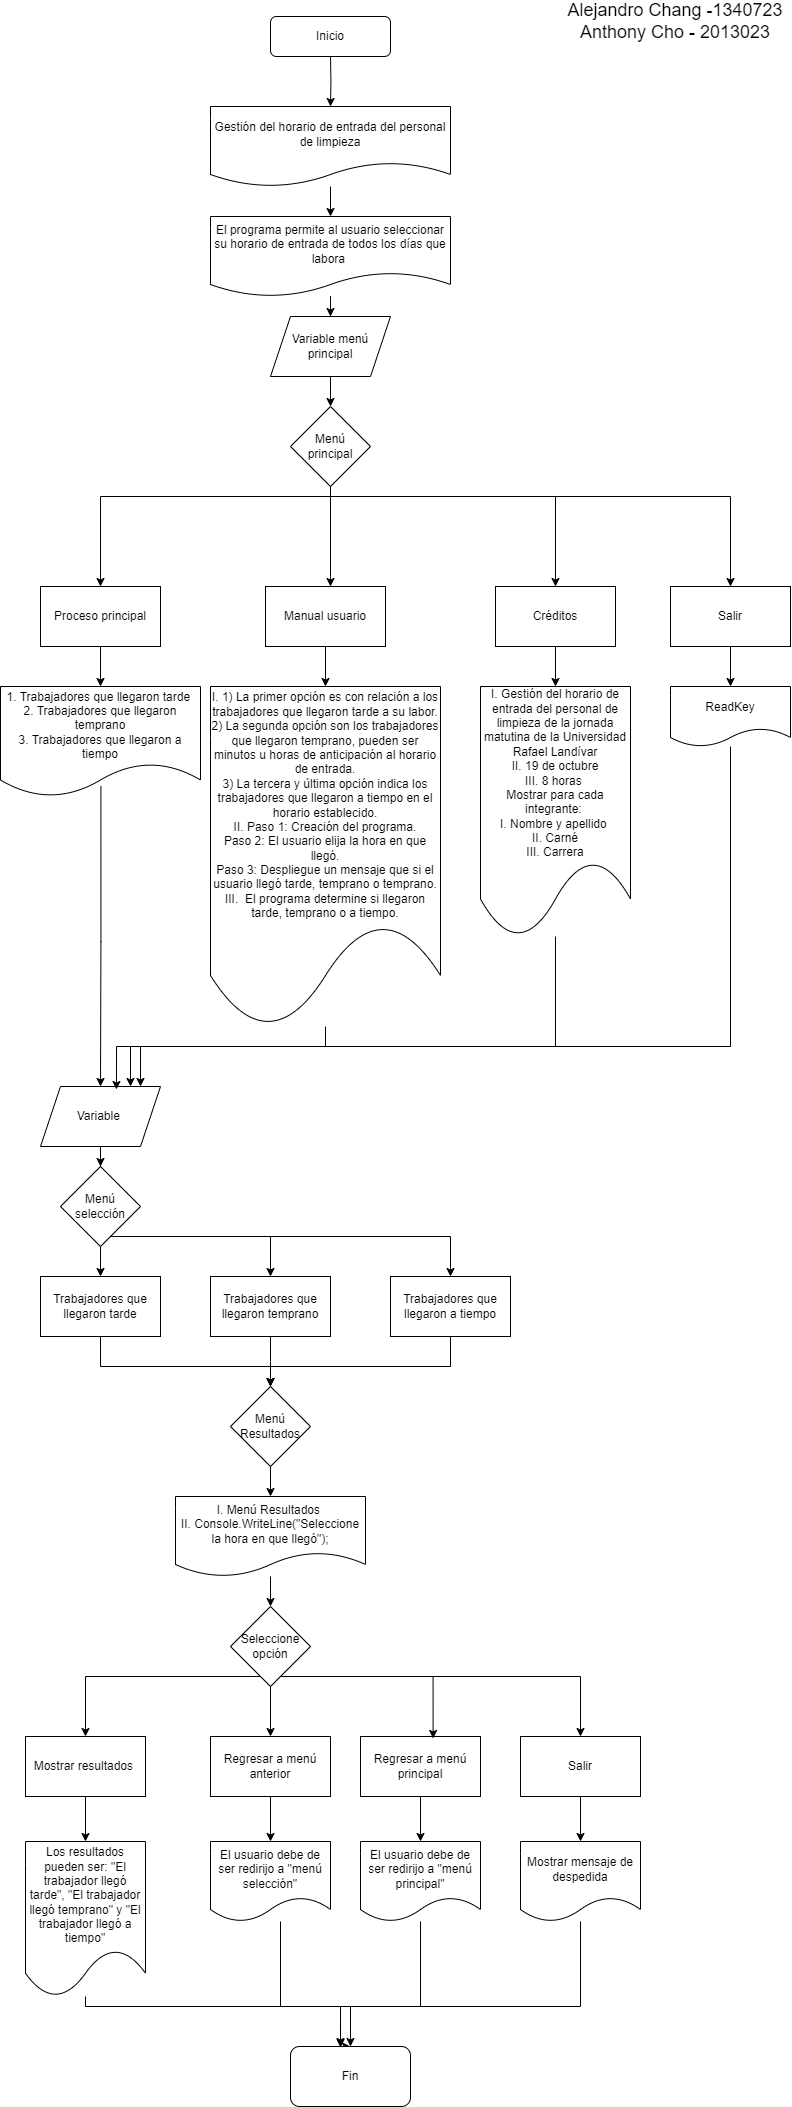 Alejandro Chang -1340723
Anthony Cho - 2013023
Inicio
Gestión del horario de entrada del personal
de limpieza
El programa permite al usuario seleccionar
su horario de entrada de todos los días que
labora
Variable menú
principal
Menú
principal
Proceso principal
Manual usuario
Créditos
Salir
1. Trabajadores que llegaron tarde
2. Trabajadores que llegaron
temprano
3. Trabajadores que llegaron a
tiempo
I. 1) La primer opción es con relación a los
trabajadores que llegaron tarde a su labor.
2) La segunda opción son los trabajadores
que llegaron temprano, pueden ser
minutos u horas de anticipación al horario
de entrada.
3) La tercera y última opción indica los
trabajadores que llegaron a tiempo en el
horario establecido.
II. Paso 1: Creación del programa.
Paso 2: El usuario elija la hora en que
llegó.
Paso 3: Despliegue un mensaje que si el
usuario llegó tarde, temprano o temprano.
III.  El programa determine si llegaron
tarde, temprano o a tiempo.
I. Gestión del horario de
entrada del personal de
limpieza de la jornada
matutina de la Universidad
Rafael Landívar
II. 19 de octubre
III. 8 horas
Mostrar para cada
integrante:
I. Nombre y apellido
II. Carné
III. Carrera
ReadKey
Variable
Menú
selección
Trabajadores que
llegaron tarde
Trabajadores que
llegaron temprano
Trabajadores que
llegaron a tiempo
Menú
Resultados
I. Menú Resultados
II. Console.WriteLine("Seleccione
la hora en que llegó");
Seleccione
opción
Mostrar resultados
Regresar a menú
anterior
Regresar a menú
principal
Salir
Los resultados
pueden ser: "El
trabajador llegó
tarde", "El trabajador
llegó temprano" y "El
trabajador llegó a
tiempo"
El usuario debe de
ser redirijo a "menú
selección"
El usuario debe de
ser redirijo a "menú
principal"
Mostrar mensaje de
despedida
Fin